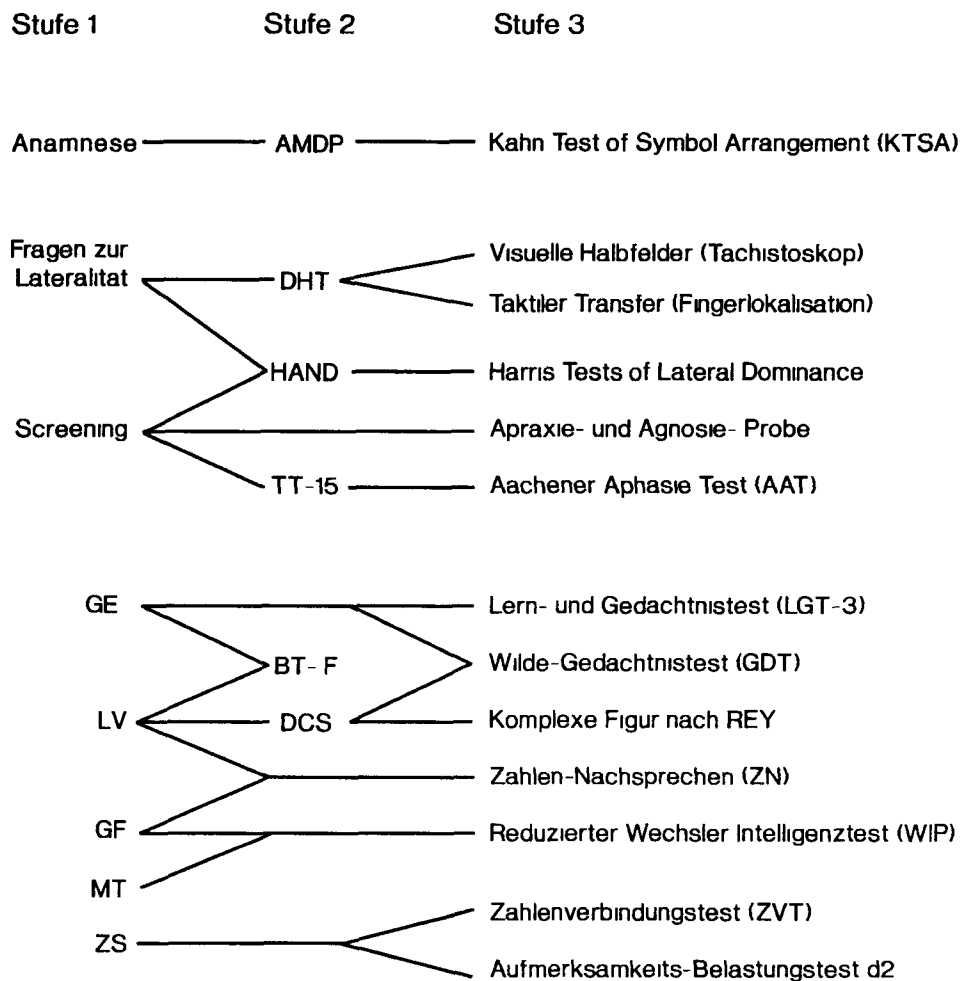 Stufe 1 Stufe 2 Stufe 3
Anamnese AMDP Kahn Test of Symbol Arrangement (KTSA)
Fragen zur
Lateralitat DHT Visuelle Halbfelder (Tachistoskop)
Taktiler Transfer (Fingerlokalisation)
HAND Harris Tests of Lateral Dominance
Screening Apraxie- und Agnosie- Probe
TT-15 Aachener Aphasie Test (AAT)
GE Lern- und Gedachtnistest (LGT-3)
BT- F Wilde-Gedachtnistest (GDT)
LV DCS Komplexe Figur nach REY
Zahlen-Nachsprechen (ZN)
GF Reduzierter Wechsler Intelligenztest (WIP)
MT
Zahlenverbindungstest (ZVT)
ZS
Aufmerksamkeits-Belastungstest d2